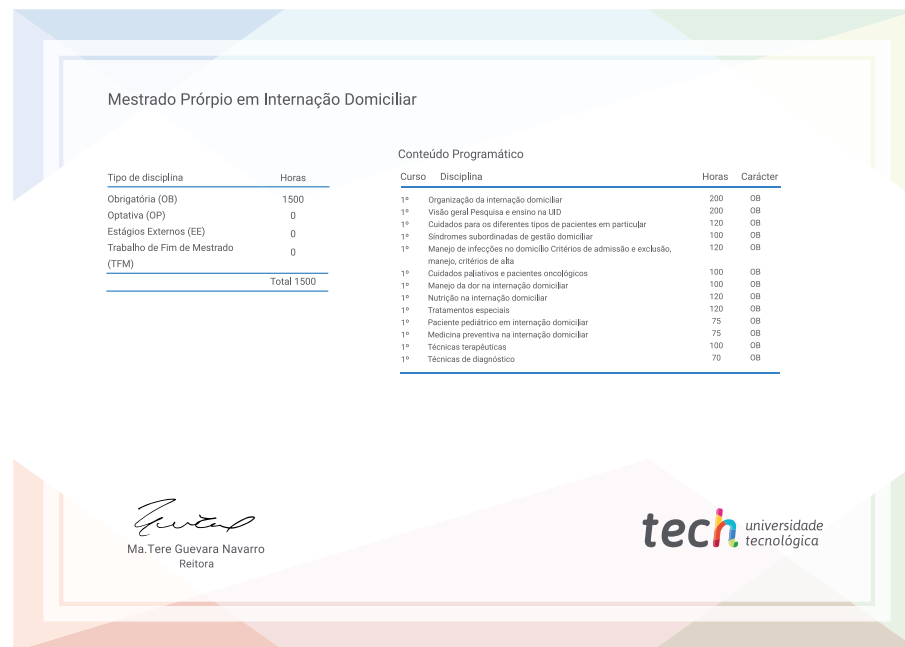 Mestrado Prórpio em Internação Domiciliar
Tipo de disciplina Horas
Obrigatória (OB) 1500
Optativa (OP) 0
Estágios Externos (EE) 0
Trabalho de Fim de Mestrado (TFM) 0
Total 1500
Conteúdo Programático
Curso Disciplina Horas Carácter
1º Organização da internação domiciliar 200 OB
1º Visão geral Pesquisa e ensino na UID 200 OB
1º Cuidados para os diferentes tipos de pacientes em particular 120 OB
1º Síndromes subordinadas de gestão domiciliar 100 OB
1º Manejo de infecções no domicílio Critérios de admissão e exclusão, 120 OB
manejo, critérios de alta
1º Cuidados paliativos e pacientes oncológicos 100 OB
1º Manejo da dor na internação domiciliar 100 OB
1º Nutrição na internação domiciliar 120 OB
1º Tratamentos especiais 120 OB
1º Paciente pediátrico em internação domiciliar 75 OB
1º Medicina preventiva na internação domiciliar 75 OB
1º Técnicas terapêuticas 100 OB
1º Técnicas de diagnóstico 70 OB
Ma.Tere Guevara Navarro
Reitora
tech universidade
tecnológica